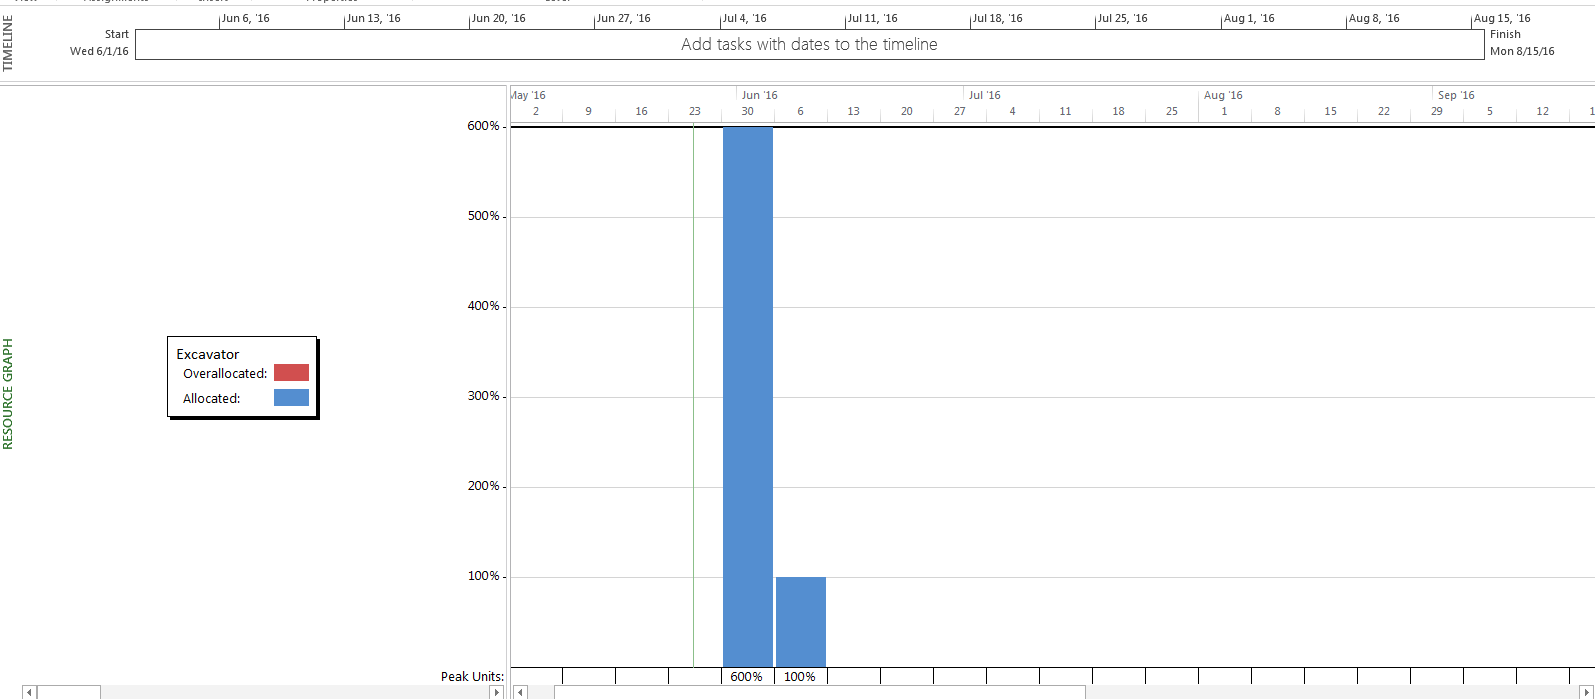 TIMELINE
Jun 6, '16 Jun 13, '16 Jun 20, '16 Jun 27, '16 Jul 4, '16 Jul 11, '16 Jul 18, '16 Jul 25, '16 Aug 1, '16 Aug 8, '16 Aug 15, '16
Start
Wed 6/1/16
Add tasks with dates to the timeline
Finish
Mon 8/15/16
May '16 Jun '16 Jul '16 Aug '16 Sep '16
2 9 16 23 30 6 13 20 27 4 11 18 25 1 8 15 22 29 5 12
600%
500%
400%
300%
200%
100%
RESOURCE GRAPH
Excavator
Overallocated:
Allocated:
Peak Units: 600% 100%